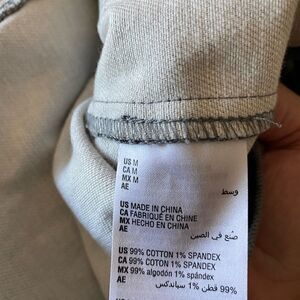 US M
CA M
MX M
AE
وسط
US MADE IN CHINA
CA FABRIQUÉ EN CHINE
MX HECHO EN CHINA
AE
صنع في الصين
US 99% COTTON 1% SPANDEX
CA 99% COTON 1% SPANDEX
MX 99% algodón 1% spandex
AE
99% قطن 1% سباندكس